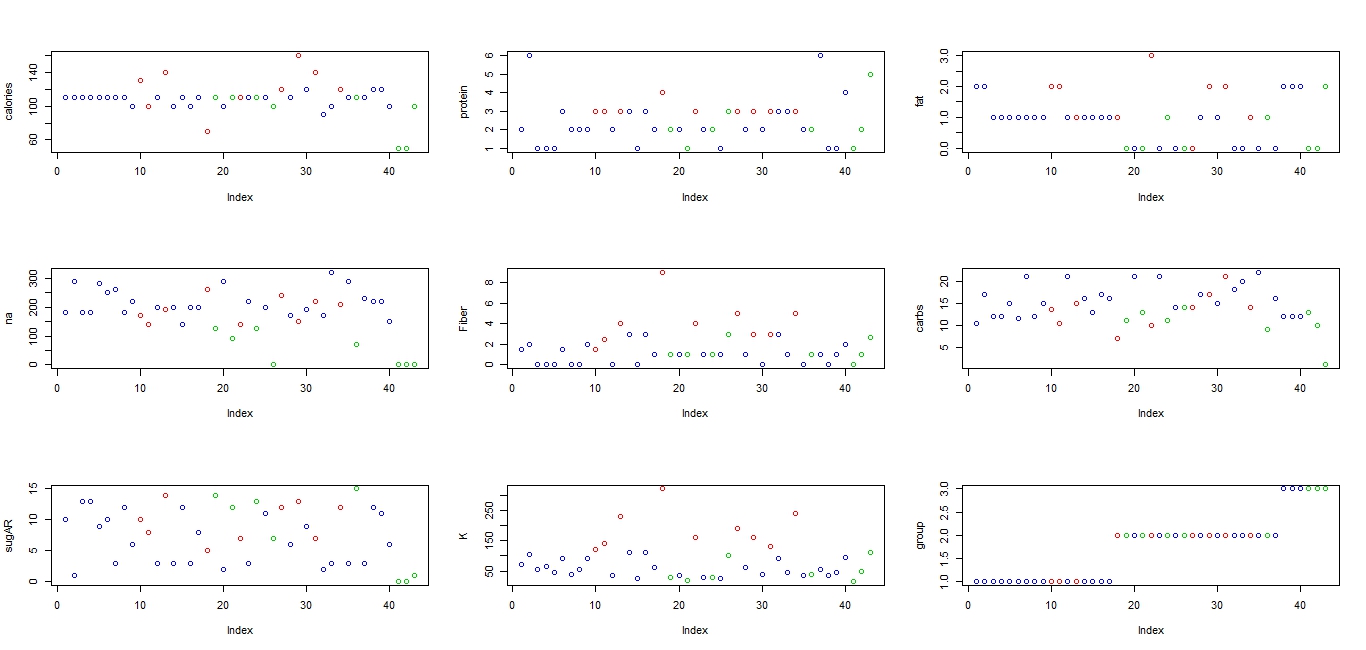 calories
60 100 140
0 10 20 30 40
Index
protein
1 2 3 4 5 6
0 10 20 30 40
Index
fat
0.0 1.0 2.0 3.0
0 10 20 30 40
Index
na
0 100 200 300
0 10 20 30 40
Index
Fiber
0 2 4 6 8
0 10 20 30 40
Index
carbs
5 10 15 20
0 10 20 30 40
Index
sugAR
0 5 10 15
0 10 20 30 40
Index
K
50 150 250
0 10 20 30 40
Index
group
1.0 1.5 2.0 2.5 3.0
0 10 20 30 40
Index